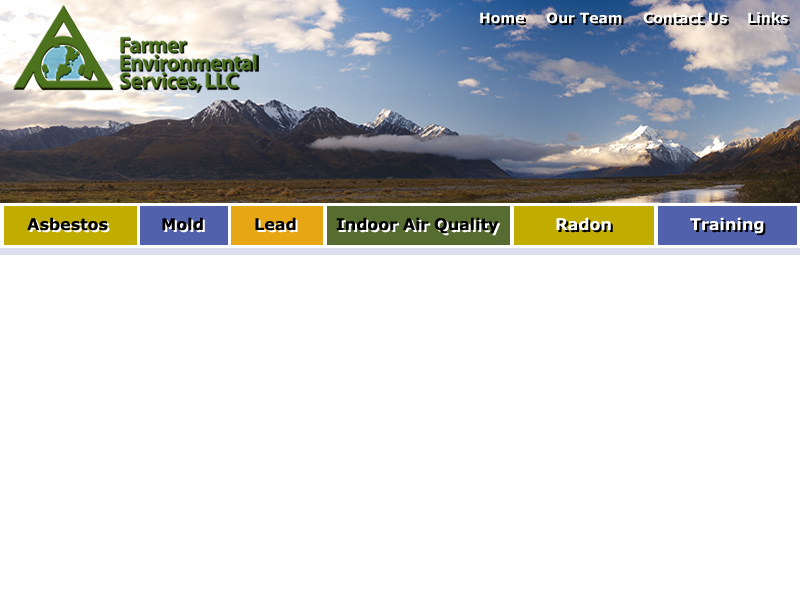 Home Our Team Contact Us Links
Farmer
Environmental
Services, LLC
Asbestos Mold Lead Indoor Air Quality Radon Training